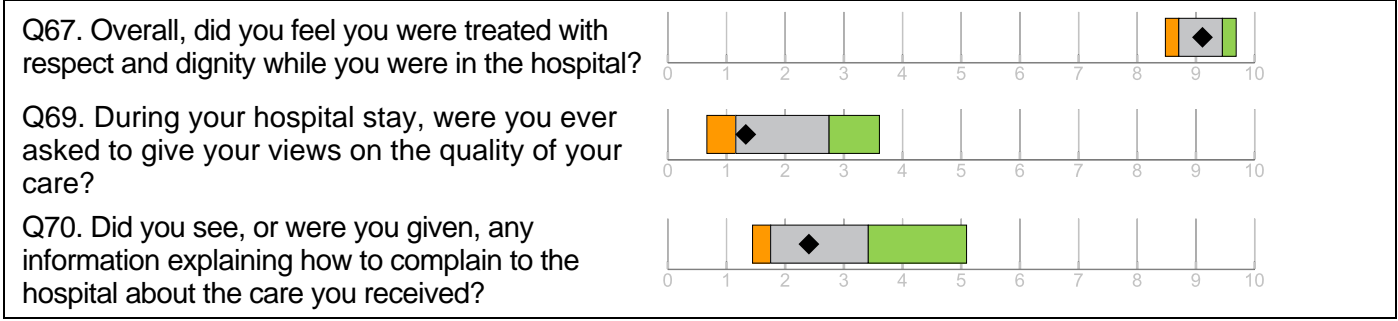 Q67. Overall, did you feel you were treated with
respect and dignity while you were in the hospital?
0 1 2 3 4 5 6 7 8 9 10
Q69. During your hospital stay, were you ever
asked to give your views on the quality of your
care?
0 1 2 3 4 5 6 7 8 9 10
Q70. Did you see, or were you given, any
information explaining how to complain to the
hospital about the care you received?
0 1 2 3 4 5 6 7 8 9 10